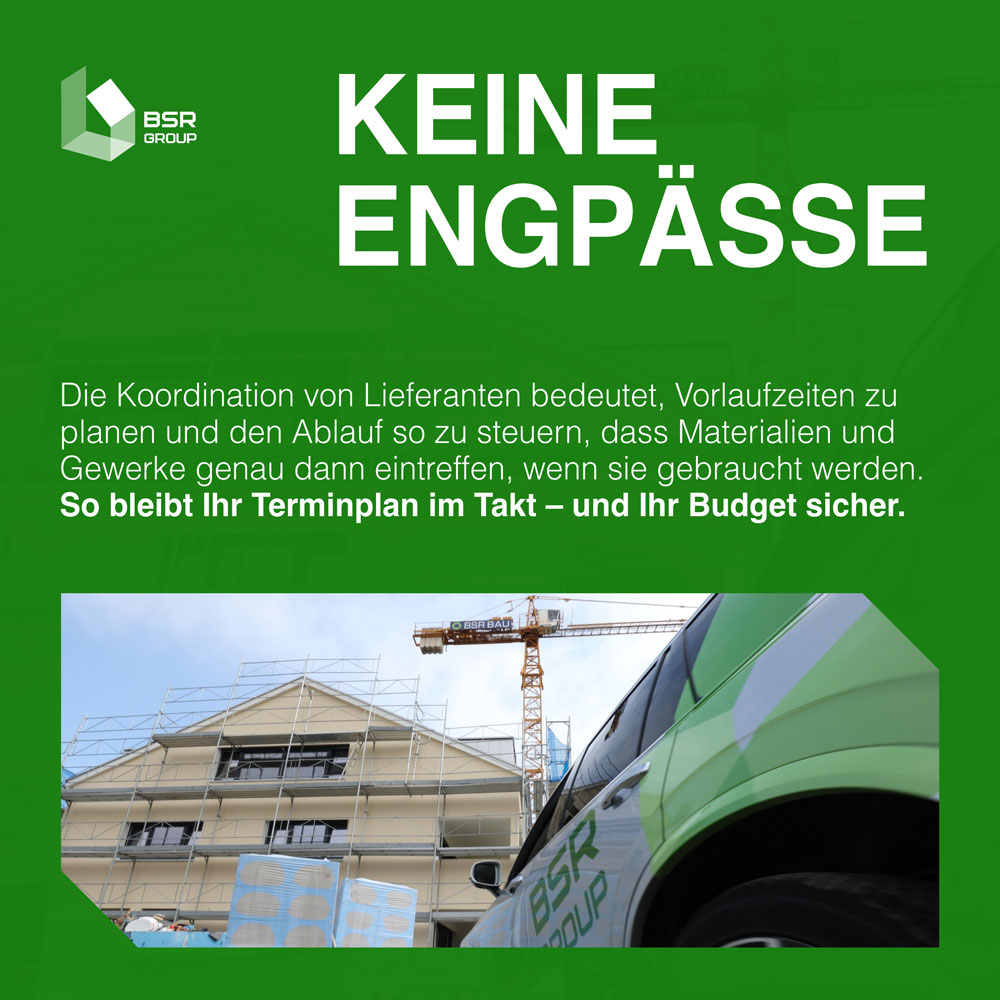 BSR
GROUP
KEINE
ENGPÄSSE
Die Koordination von Lieferanten bedeutet, Vorlaufzeiten zu
planen und den Ablauf so zu steuern, dass Materialien und
Gewerke genau dann eintreffen, wenn sie gebraucht werden.
So bleibt Ihr Terminplan im Takt – und Ihr Budget sicher.
BSR BAU
BSR
GROUP